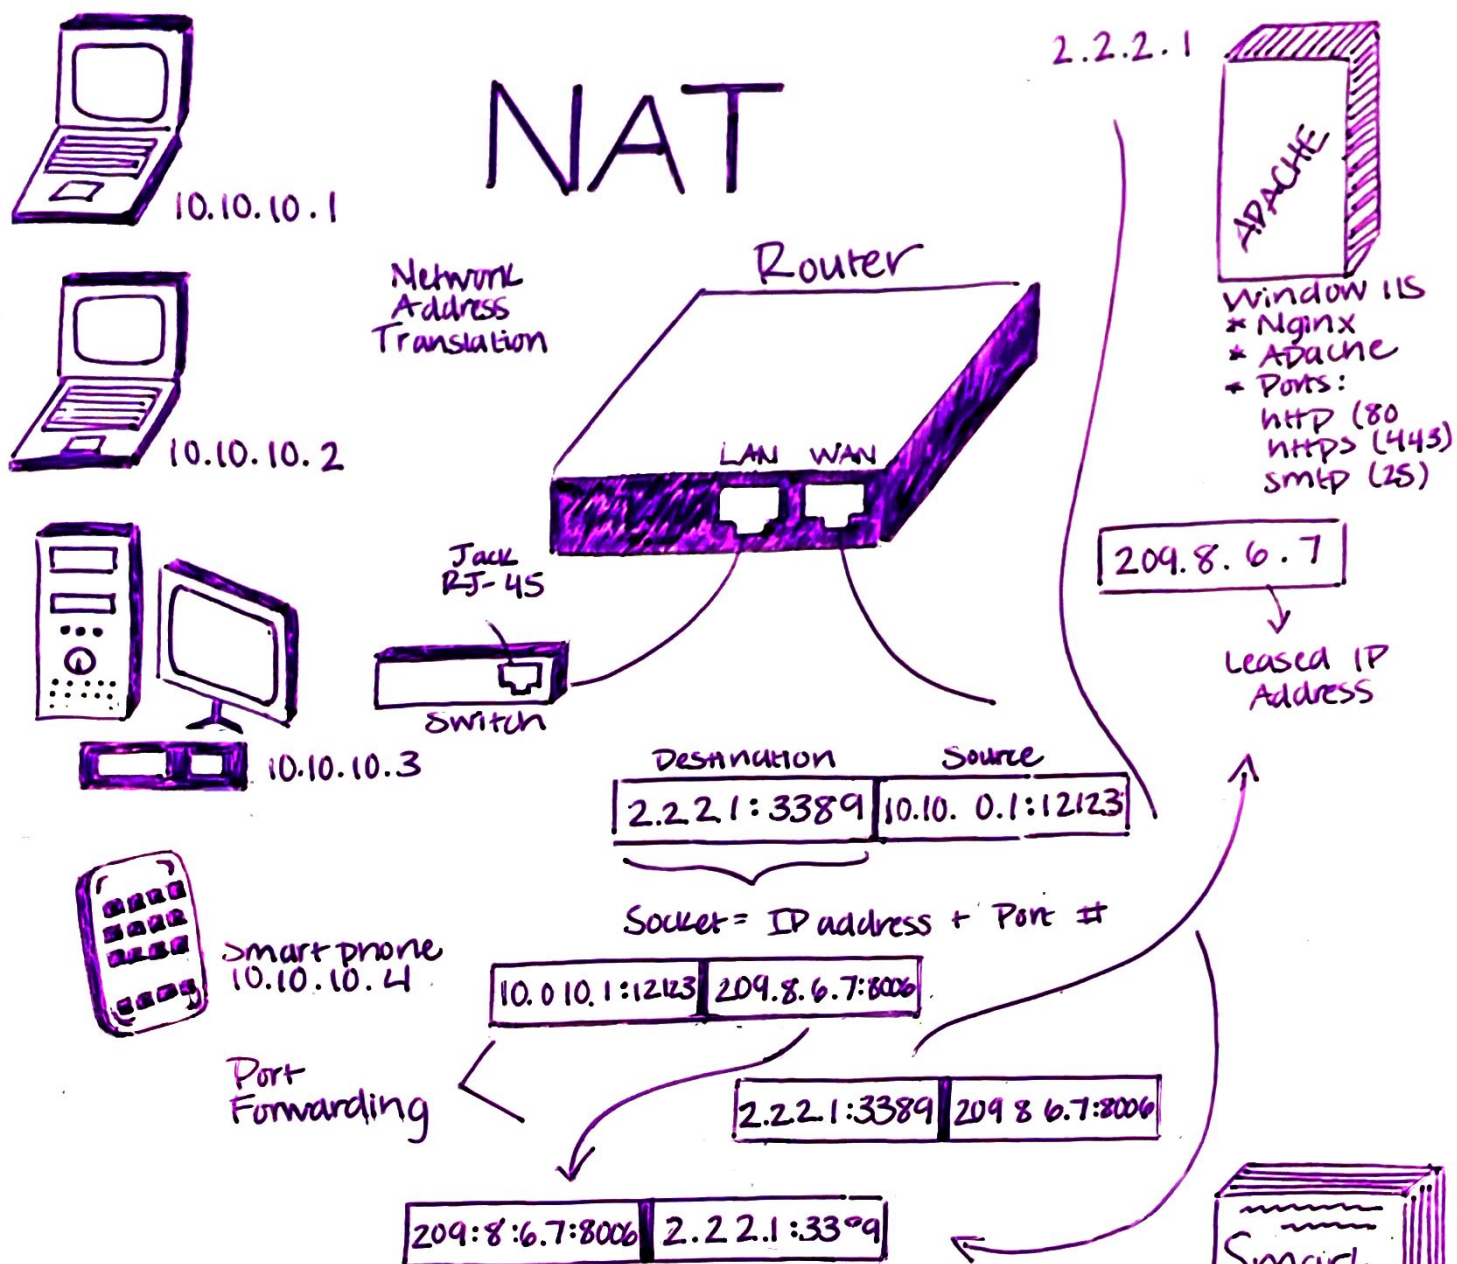 NAT
2.2.2.1
APACHE
10.10.10.1
Network
Address
Translation
Router
Window IIS
* Nginx
* Apache
* Ports:
http (80
https (443)
smtp (25)
10.10.10.2
LAN WAN
Jack
RJ-45
209.8.6.7
Leased IP
Address
Switch
10.10.10.3
Destination Source
2.2.2.1:3389 10.10. 0.1:12123
Socket = IP address + Port #
Smartphone
10.10.10.4
10.0 10.1:12123 209.8.6.7:8006
Port
Forwarding
2.2.2.1:3389 209 8 6.7:8006
209:8:6.7:8006 2.2 2.1:33